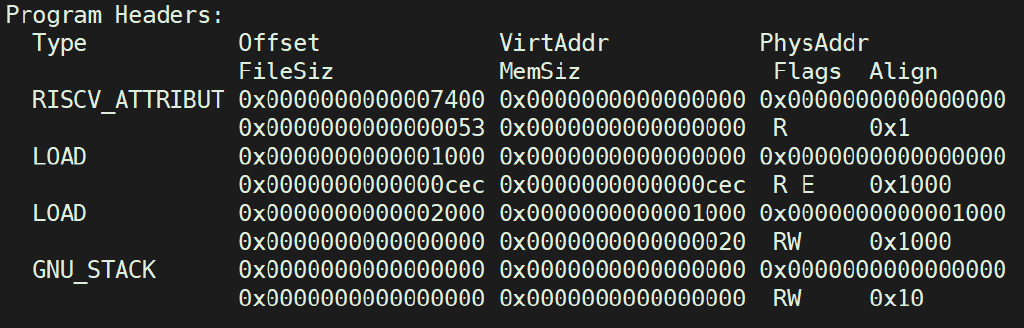 Program Headers:
  Type           Offset             VirtAddr           PhysAddr
                 FileSiz            MemSiz              Flags  Align
  RISCV_ATTRIBUT 0x0000000000007400 0x0000000000000000 0x0000000000000000
                 0x0000000000000053 0x0000000000000000  R      0x1
  LOAD           0x0000000000001000 0x0000000000000000 0x0000000000000000
                 0x0000000000000cec 0x0000000000000cec  R E    0x1000
  LOAD           0x0000000000002000 0x0000000000001000 0x0000000000001000
                 0x0000000000000000 0x0000000000000020  RW     0x1000
  GNU_STACK      0x0000000000000000 0x0000000000000000 0x0000000000000000
                 0x0000000000000000 0x0000000000000000  RW     0x10